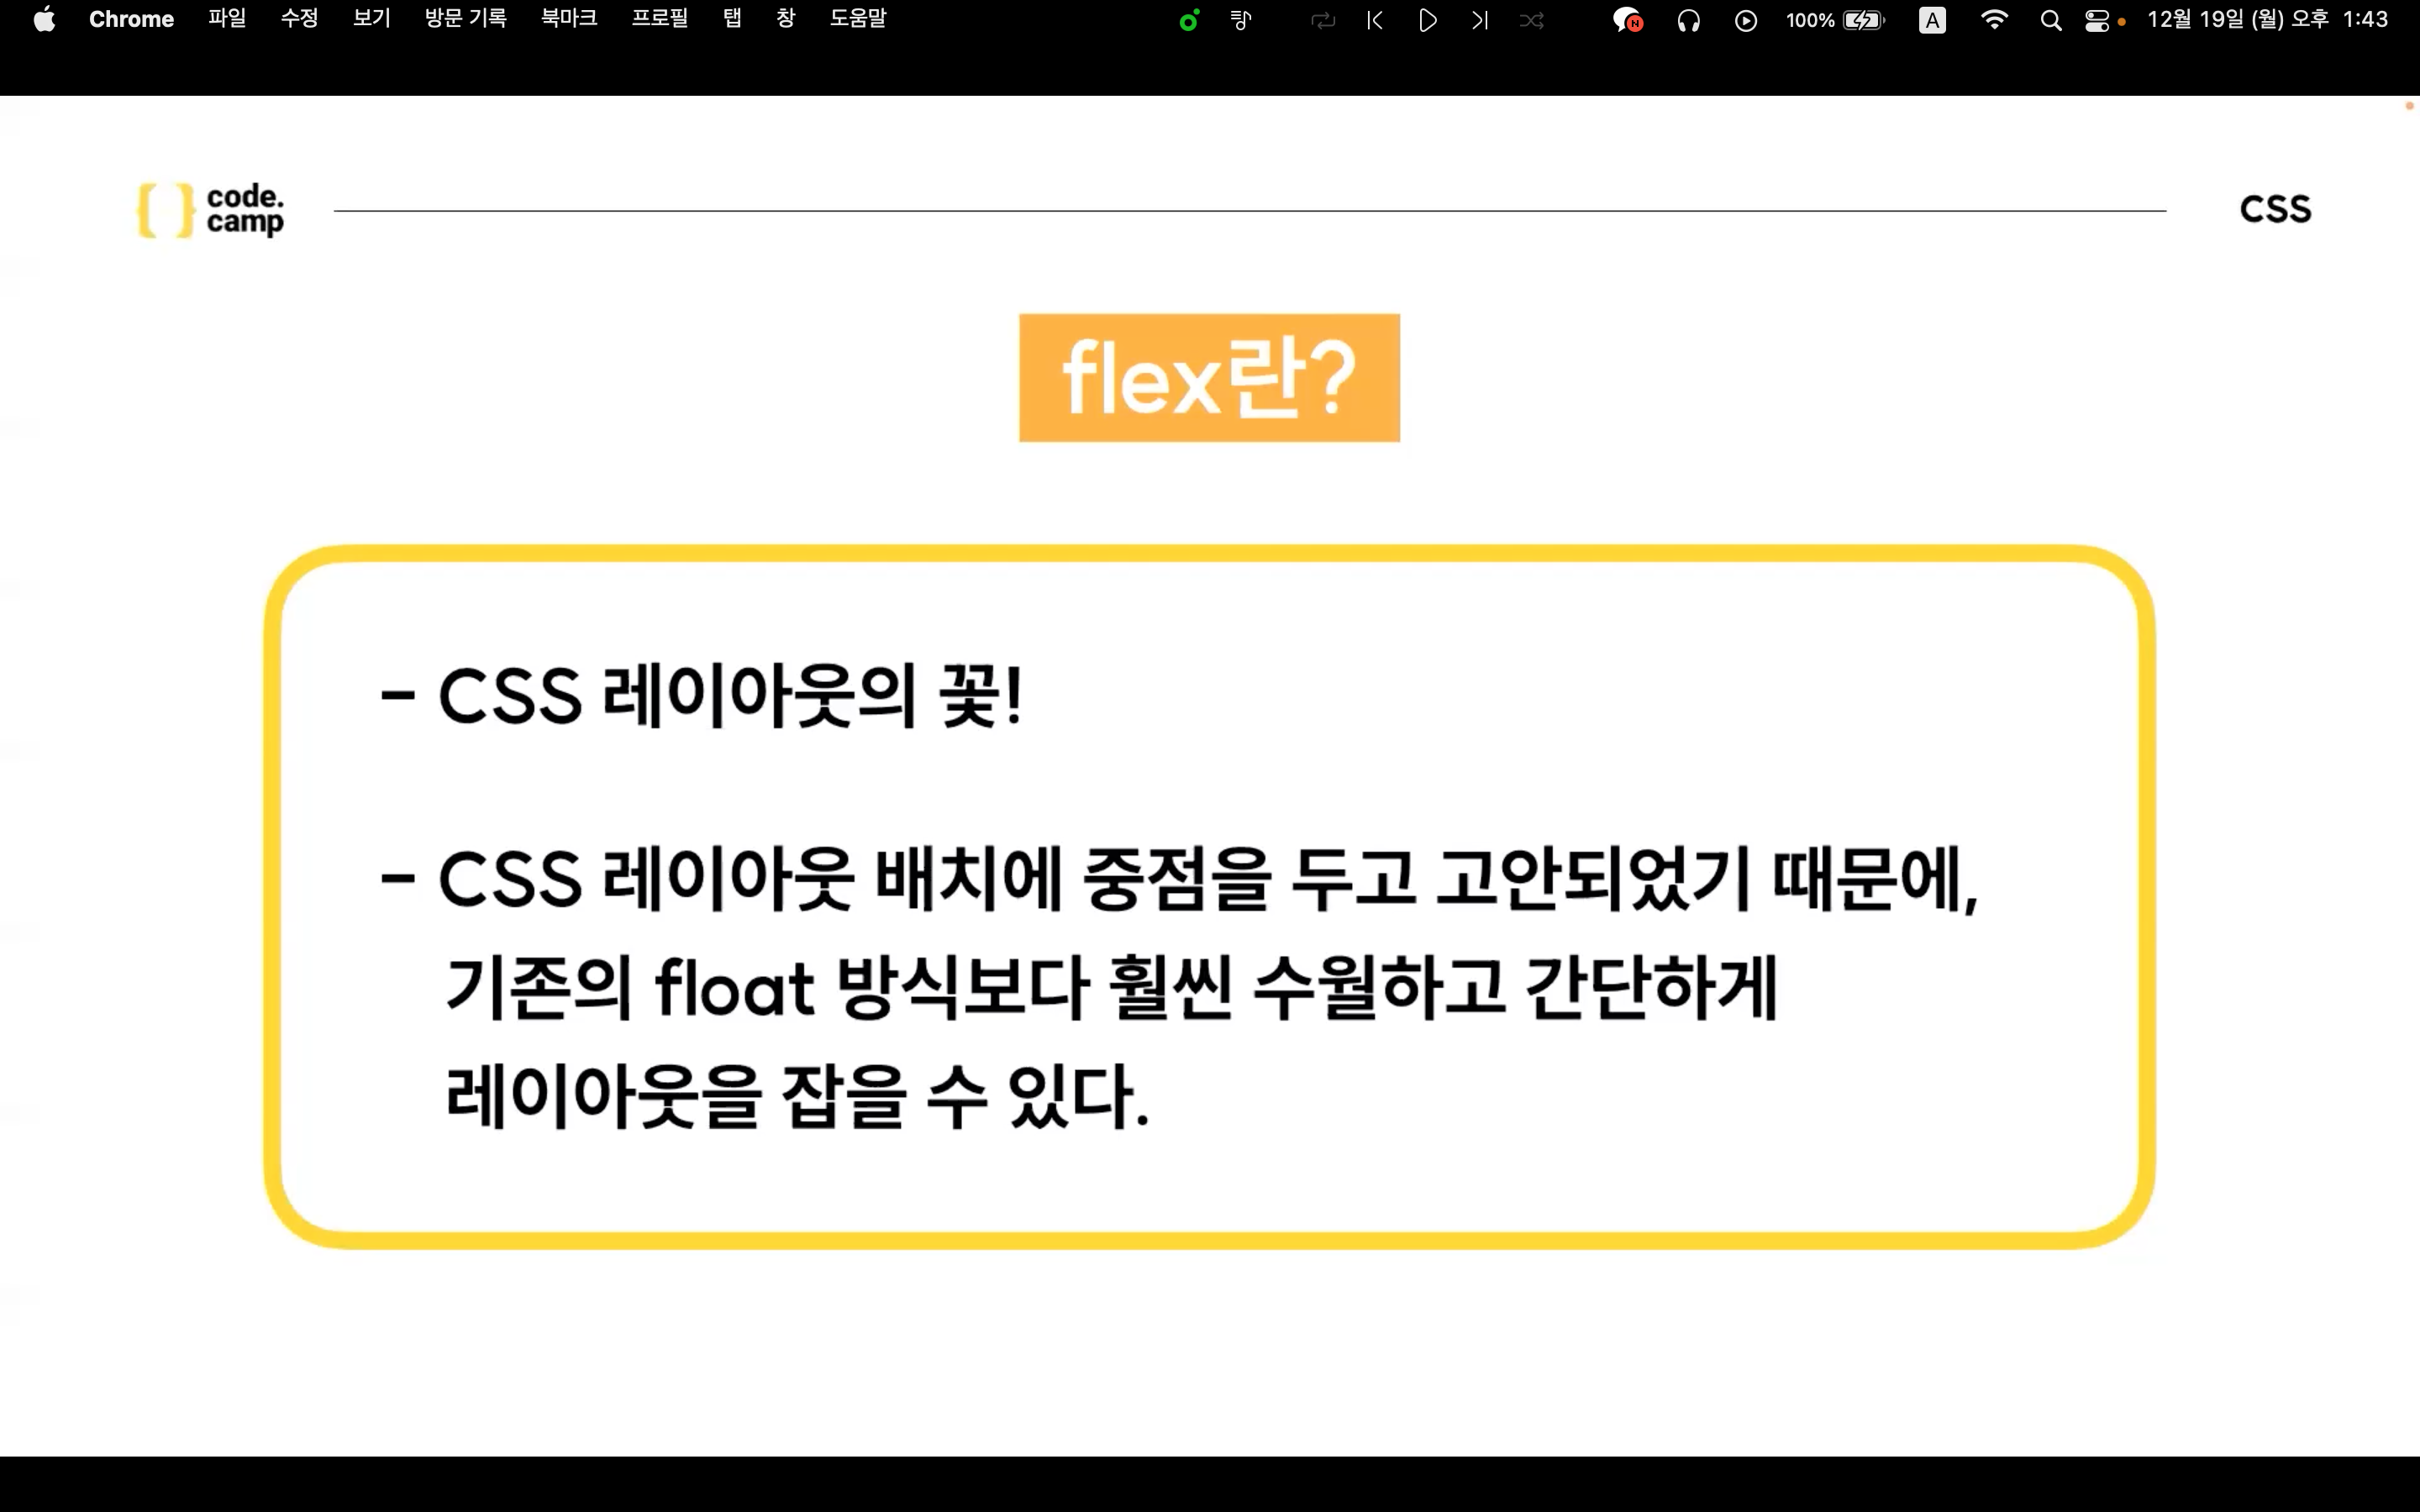 Chrome 파일 수정 보기 방문 기록 북마크 프로필 탭 창 도움말 N 100% A 12월 19일 (월) 오후 1:43
{ } code.
camp
CSS
flex란?
- CSS 레이아웃의 꽃!
- CSS 레이아웃 배치에 중점을 두고 고안되었기 때문에,
기존의 float 방식보다 훨씬 수월하고 간단하게
레이아웃을 잡을 수 있다.